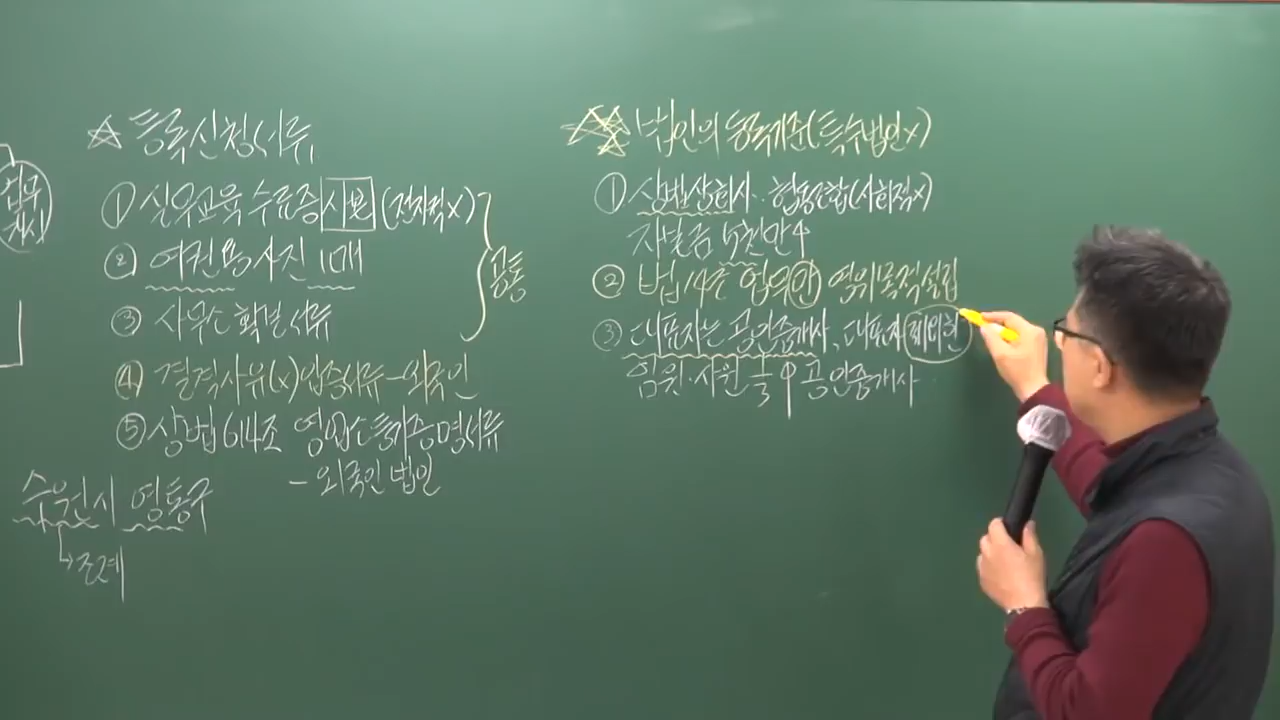 업무
☆ 등록신청서류
① 실무교육 수료증 사본 (전자적x)
② 여권용 사진 1매
③ 사무소 확보서류
공통
④ 결격사유(x)입증서류-외국인
⑤ 상법 614조 영업소등기증명서류
- 외국인 법인
수원시 영통구
→조례
☆ 법인의 등록기준(특수법인x)
① 상법상회사·협동조합(사회적x)
자본금 5천만↑
② 법14조 업무만 영위목적설립
③ 대표자는 공인중개사, 대표자제외한
임원·사원 ⅓↑공인중개사